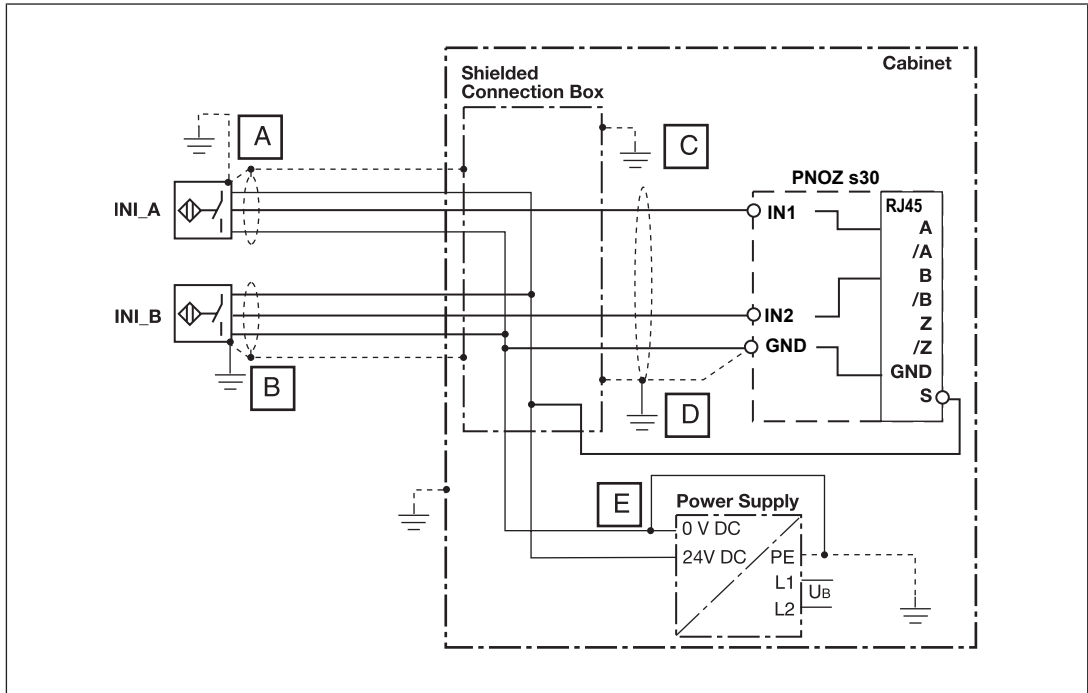 Cabinet
Shielded
Connection Box
A
C
PNOZ s30
INI_A
IN1
RJ45
A
/A
B
/B
Z
/Z
GND
S
INI_B
IN2
GND
B
D
E
Power Supply
0 V DC
24V DC
PE
L1
UB
L2